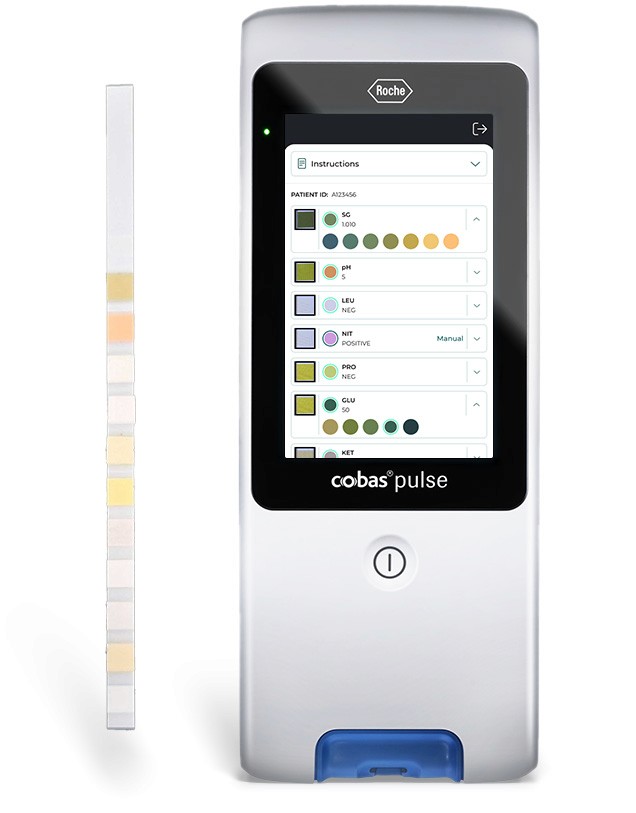 Roche
Instructions
PATIENT ID: A123456
SG
1.010
pH
5
LEU
NEG
NIT
POSITIVE
Manual
PRO
NEG
GLU
50
KET
cobas® pulse